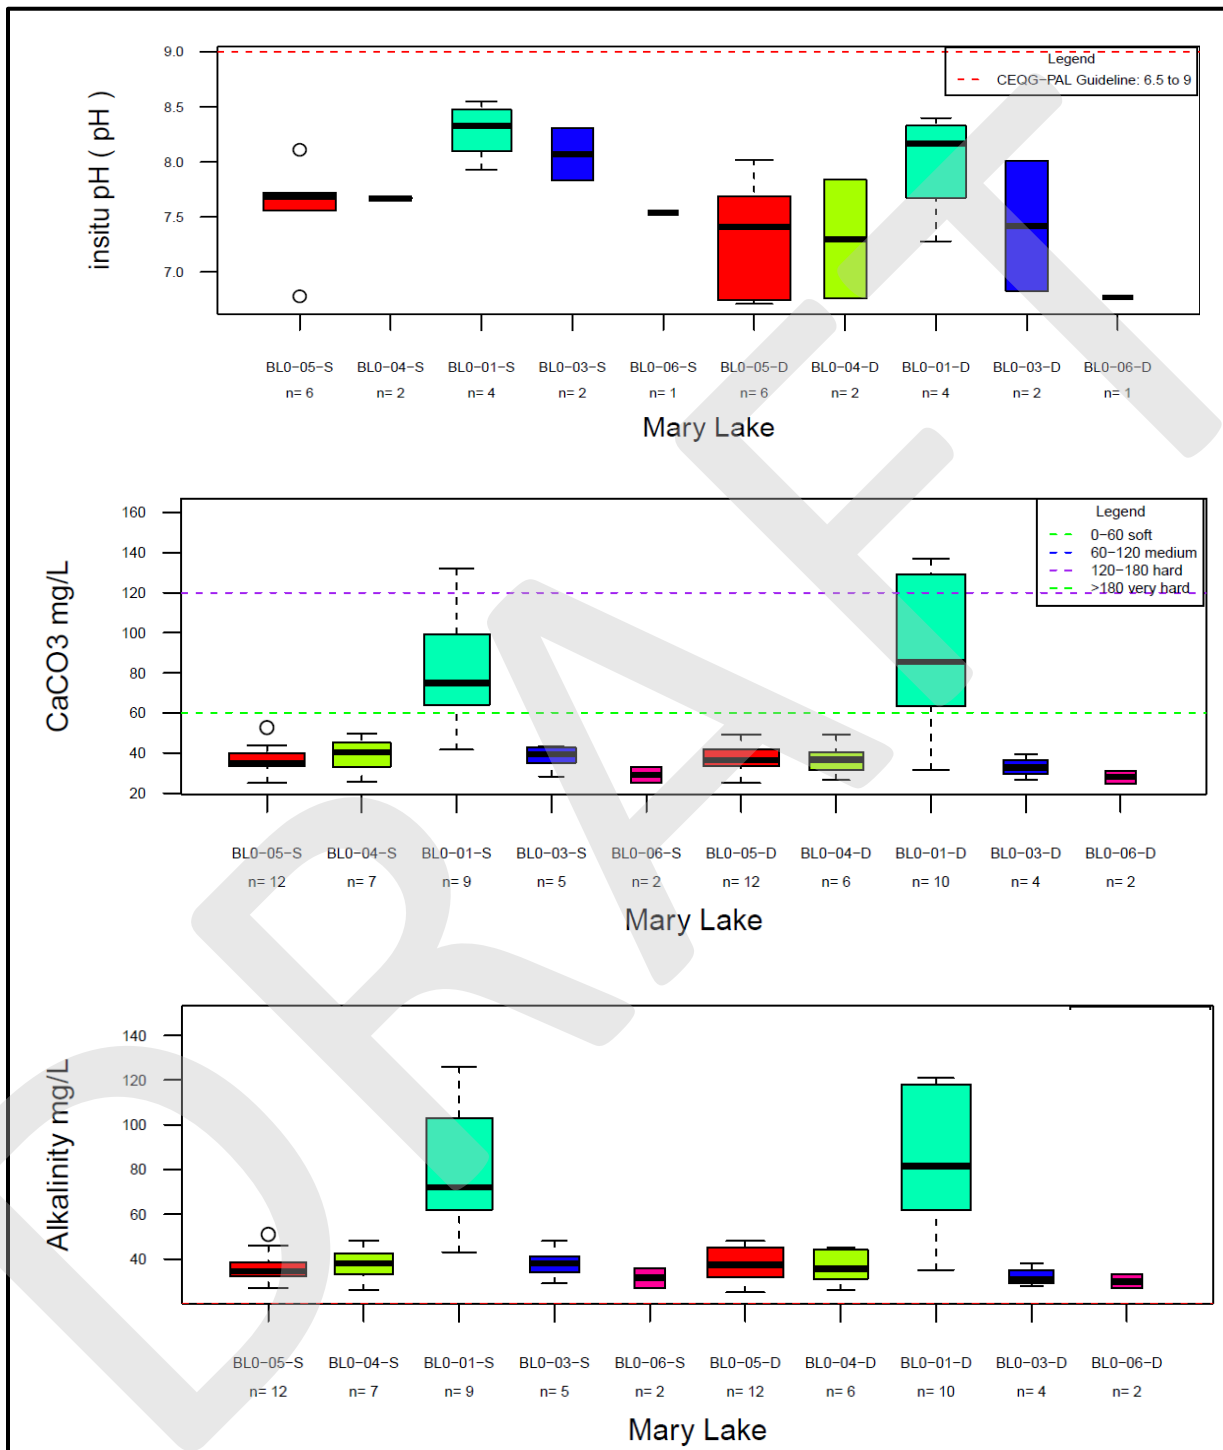 insitu pH ( pH )
9.0
8.5
8.0
7.5
7.0
Legend
CEQG−PAL Guideline: 6.5 to 9
BL0−05−S BL0−04−S BL0−01−S BL0−03−S BL0−06−S BL0−05−D BL0−04−D BL0−01−D BL0−03−D BL0−06−D
n= 6 n= 2 n= 4 n= 2 n= 1 n= 6 n= 2 n= 4 n= 2 n= 1
Mary Lake
CaCO3 mg/L
160
140
120
100
80
60
40
20
Legend
0−60 soft
60−120 medium
120−180 hard
>180 very hard
BL0−05−S BL0−04−S BL0−01−S BL0−03−S BL0−06−S BL0−05−D BL0−04−D BL0−01−D BL0−03−D BL0−06−D
n= 12 n= 7 n= 9 n= 5 n= 2 n= 12 n= 6 n= 10 n= 4 n= 2
Mary Lake
Alkalinity mg/L
140
120
100
80
60
40
BL0−05−S BL0−04−S BL0−01−S BL0−03−S BL0−06−S BL0−05−D BL0−04−D BL0−01−D BL0−03−D BL0−06−D
n= 12 n= 7 n= 9 n= 5 n= 2 n= 12 n= 6 n= 10 n= 4 n= 2
Mary Lake
DRAFT